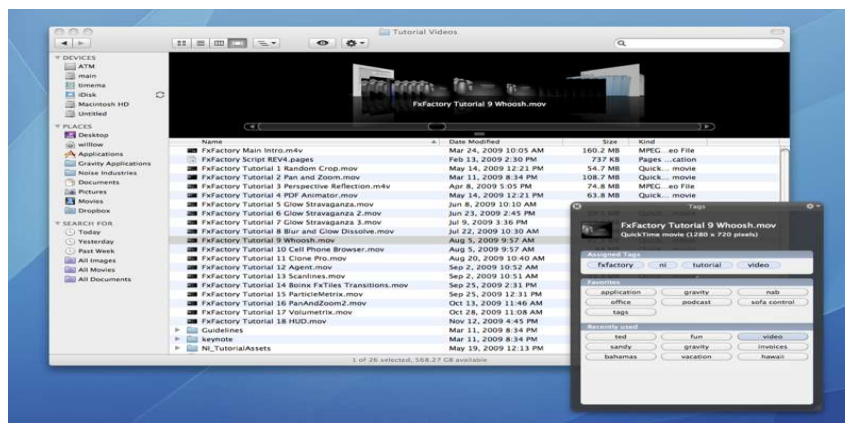 Tutorial Videos
DEVICES
ATM
main
timema
iDisk
Macintosh HD
Untitled
PLACES
Desktop
willlow
Applications
Gravity Applications
Noise Industries
Documents
Pictures
Movies
Dropbox
SEARCH FOR
Today
Yesterday
Past Week
All Images
All Movies
All Documents
FxFactory Tutorial 9 Whoosh.mov
Name Date Modified Size Kind
FxFactory Main Intro.m4v Mar 24, 2009 10:05 AM 160.2 MB MPEG...eo File
FxFactory Script REV4.pages Feb 13, 2009 2:30 PM 737 KB Pages ...cation
FxFactory Tutorial 1 Random Crop.mov May 14, 2009 12:21 PM 54.7 MB Quick... movie
FxFactory Tutorial 2 Pan and Zoom.mov Mar 11, 2009 8:34 PM 108.7 MB Quick... movie
FxFactory Tutorial 3 Perspective Reflection.m4v Apr 8, 2009 5:05 PM 74.8 MB MPEG...eo File
FxFactory Tutorial 4 PDF Animator.mov May 14, 2009 12:21 PM 63.8 MB Quick... movie
FxFactory Tutorial 5 Glow Stravaganza.mov Jun 8, 2009 10:10 AM
FxFactory Tutorial 6 Glow Stravaganza 2.mov Jun 23, 2009 2:45 PM
FxFactory Tutorial 7 Glow Stravaganza 3.mov Jul 9, 2009 3:36 PM
FxFactory Tutorial 8 Blur and Glow Dissolve.mov Jul 22, 2009 10:30 AM
FxFactory Tutorial 9 Whoosh.mov Aug 5, 2009 9:57 AM
FxFactory Tutorial 10 Cell Phone Browser.mov Aug 5, 2009 9:57 AM
FxFactory Tutorial 11 Clone Pro.mov Aug 20, 2009 10:40 AM
FxFactory Tutorial 12 Agent.mov Sep 2, 2009 10:52 AM
FxFactory Tutorial 13 Scanlines.mov Sep 2, 2009 10:51 AM
FxFactory Tutorial 14 Boinx FxTiles Transitions.mov Sep 25, 2009 2:31 PM
FxFactory Tutorial 15 ParticleMetrix.mov Sep 25, 2009 12:31 PM
FxFactory Tutorial 16 PanAndZoom2.mov Oct 13, 2009 11:46 AM
FxFactory Tutorial 17 Volumetrix.mov Oct 28, 2009 11:08 AM
FxFactory Tutorial 18 HUD.mov Nov 12, 2009 4:45 PM
Guidelines Mar 11, 2009 8:34 PM
keynote Mar 11, 2009 8:34 PM
NI_TutorialAssets May 19, 2009 12:13 PM
1 of 26 selected, 568.27 GB available
Tags
FxFactory Tutorial 9 Whoosh.mov
QuickTime movie (1280 x 720 pixels)
Assigned Tags
fxfactory ni tutorial video
Favorites
application gravity nab
office podcast sofa control
tags
Recently used
ted fun video
sandy gravity invoices
bahamas vacation hawaii